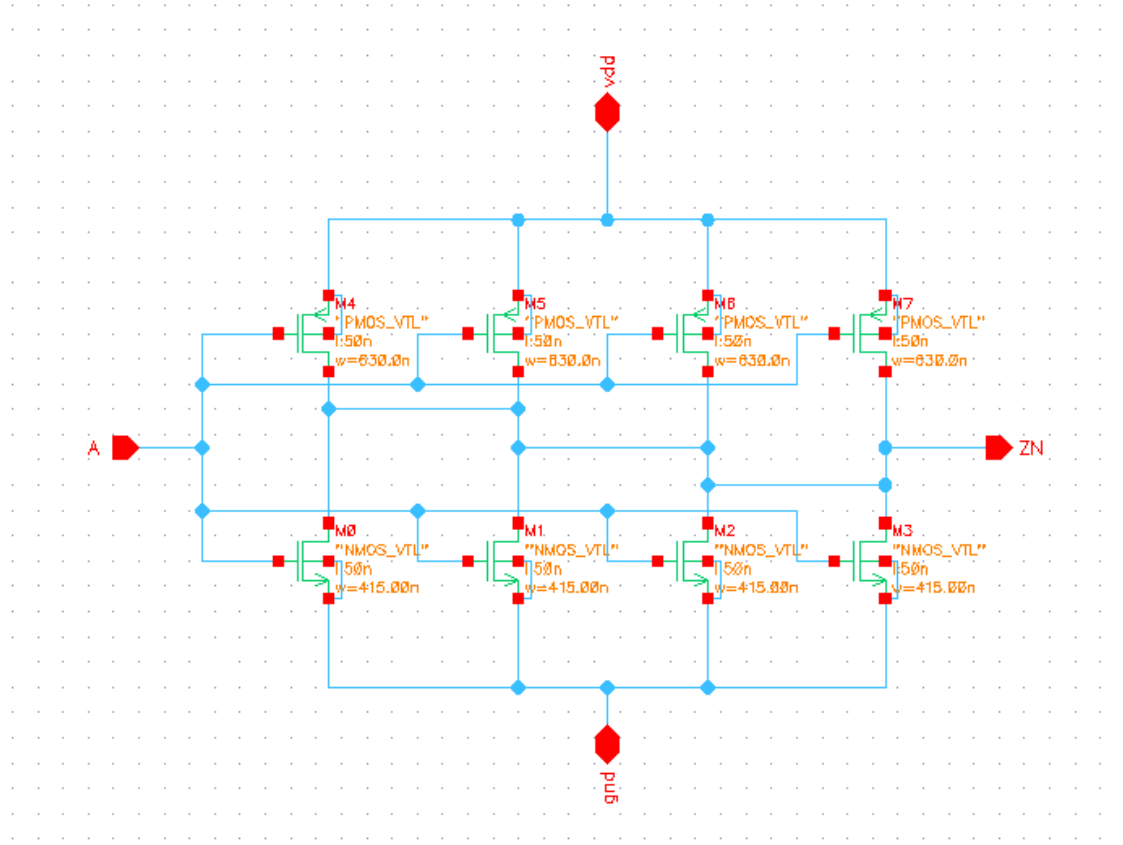 vdd
M4 M5 M6 M7
"PMOS_VTL" "PMOS_VTL" "PMOS_VTL" "PMOS_VTL"
l:50n l:50n l:50n l:50n
w=630.0n w=630.0n w=630.0n w=630.0n
A ZN
M0 M1 M2 M3
"NMOS_VTL" "NMOS_VTL" "NMOS_VTL" "NMOS_VTL"
l:50n l:50n l:50n l:50n
w=415.00n w=415.00n w=415.00n w=415.00n
gnd